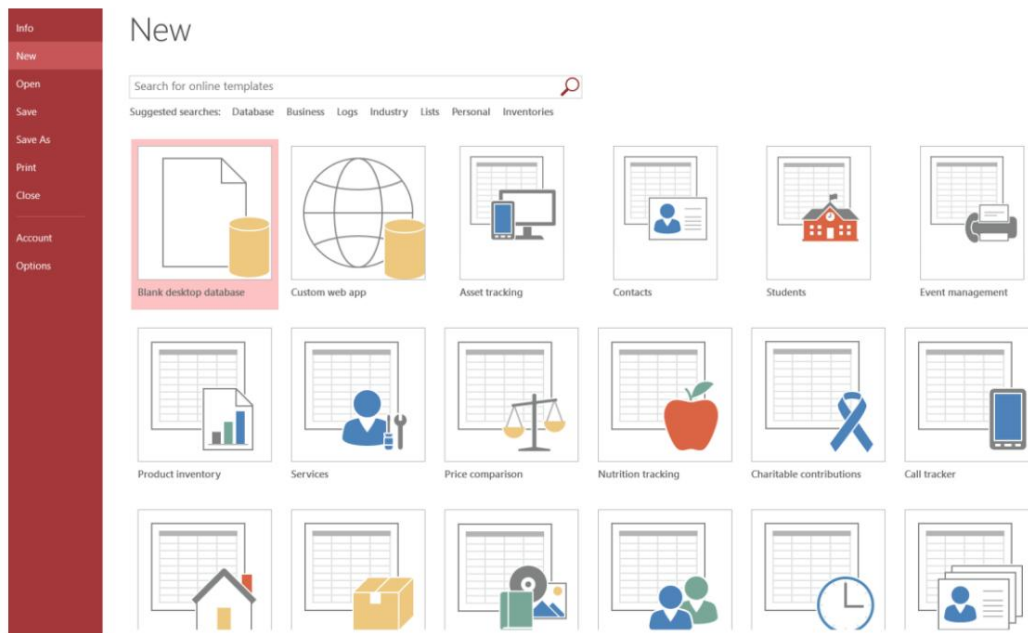 Info
New
Open
Save
Save As
Print
Close
Account
Options
New
Search for online templates
Suggested searches: Database Business Logs Industry Lists Personal Inventories
Blank desktop database
Custom web app
Asset tracking
Contacts
Students
Event management
Product inventory
Services
Price comparison
Nutrition tracking
Charitable contributions
Call tracker